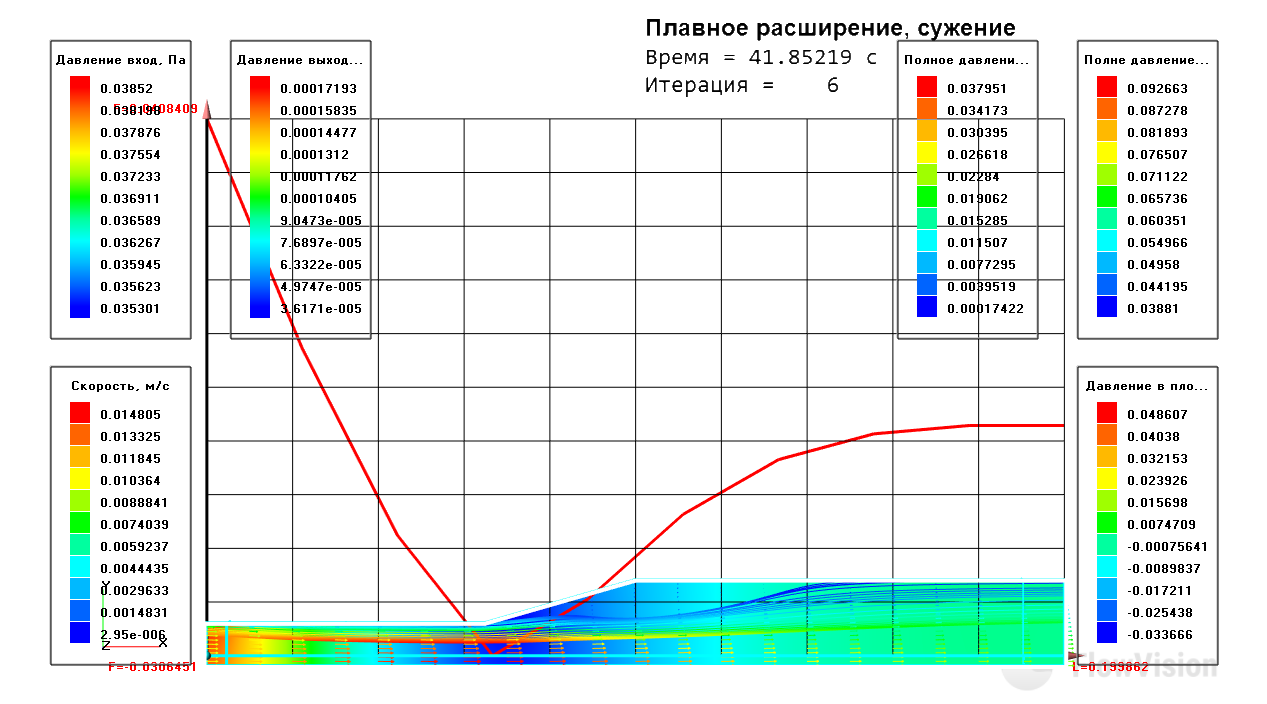 Плавное расширение, сужение
Время = 41.85219 с
Итерация = 6
Давление вход, Па
0.03852
0.037876
0.037554
0.037233
0.036911
0.036589
0.036267
0.035945
0.035623
0.035301
Давление выход...
0.00017193
0.00015835
0.00014477
0.0001312
0.00011762
0.00010405
9.0473e-005
7.6897e-005
6.3322e-005
4.9747e-005
3.6171e-005
Полное давлени...
0.037951
0.034173
0.030395
0.026618
0.02284
0.019062
0.015285
0.011507
0.0077295
0.0039519
0.00017422
Полне давление...
0.092663
0.087278
0.081893
0.076507
0.071122
0.065736
0.060351
0.054966
0.04958
0.044195
0.03881
Скорость, м/с
0.014805
0.013325
0.011845
0.010364
0.0088841
0.0074039
0.0059237
0.0044435
0.0029633
0.0014831
2.95e-006
Y
X
Z
F=-0.0306451
Давление в пло...
0.048607
0.04038
0.032153
0.023926
0.015698
0.0074709
-0.00075641
-0.0089837
-0.017211
-0.025438
-0.033666
L=0.199862
FlowVision